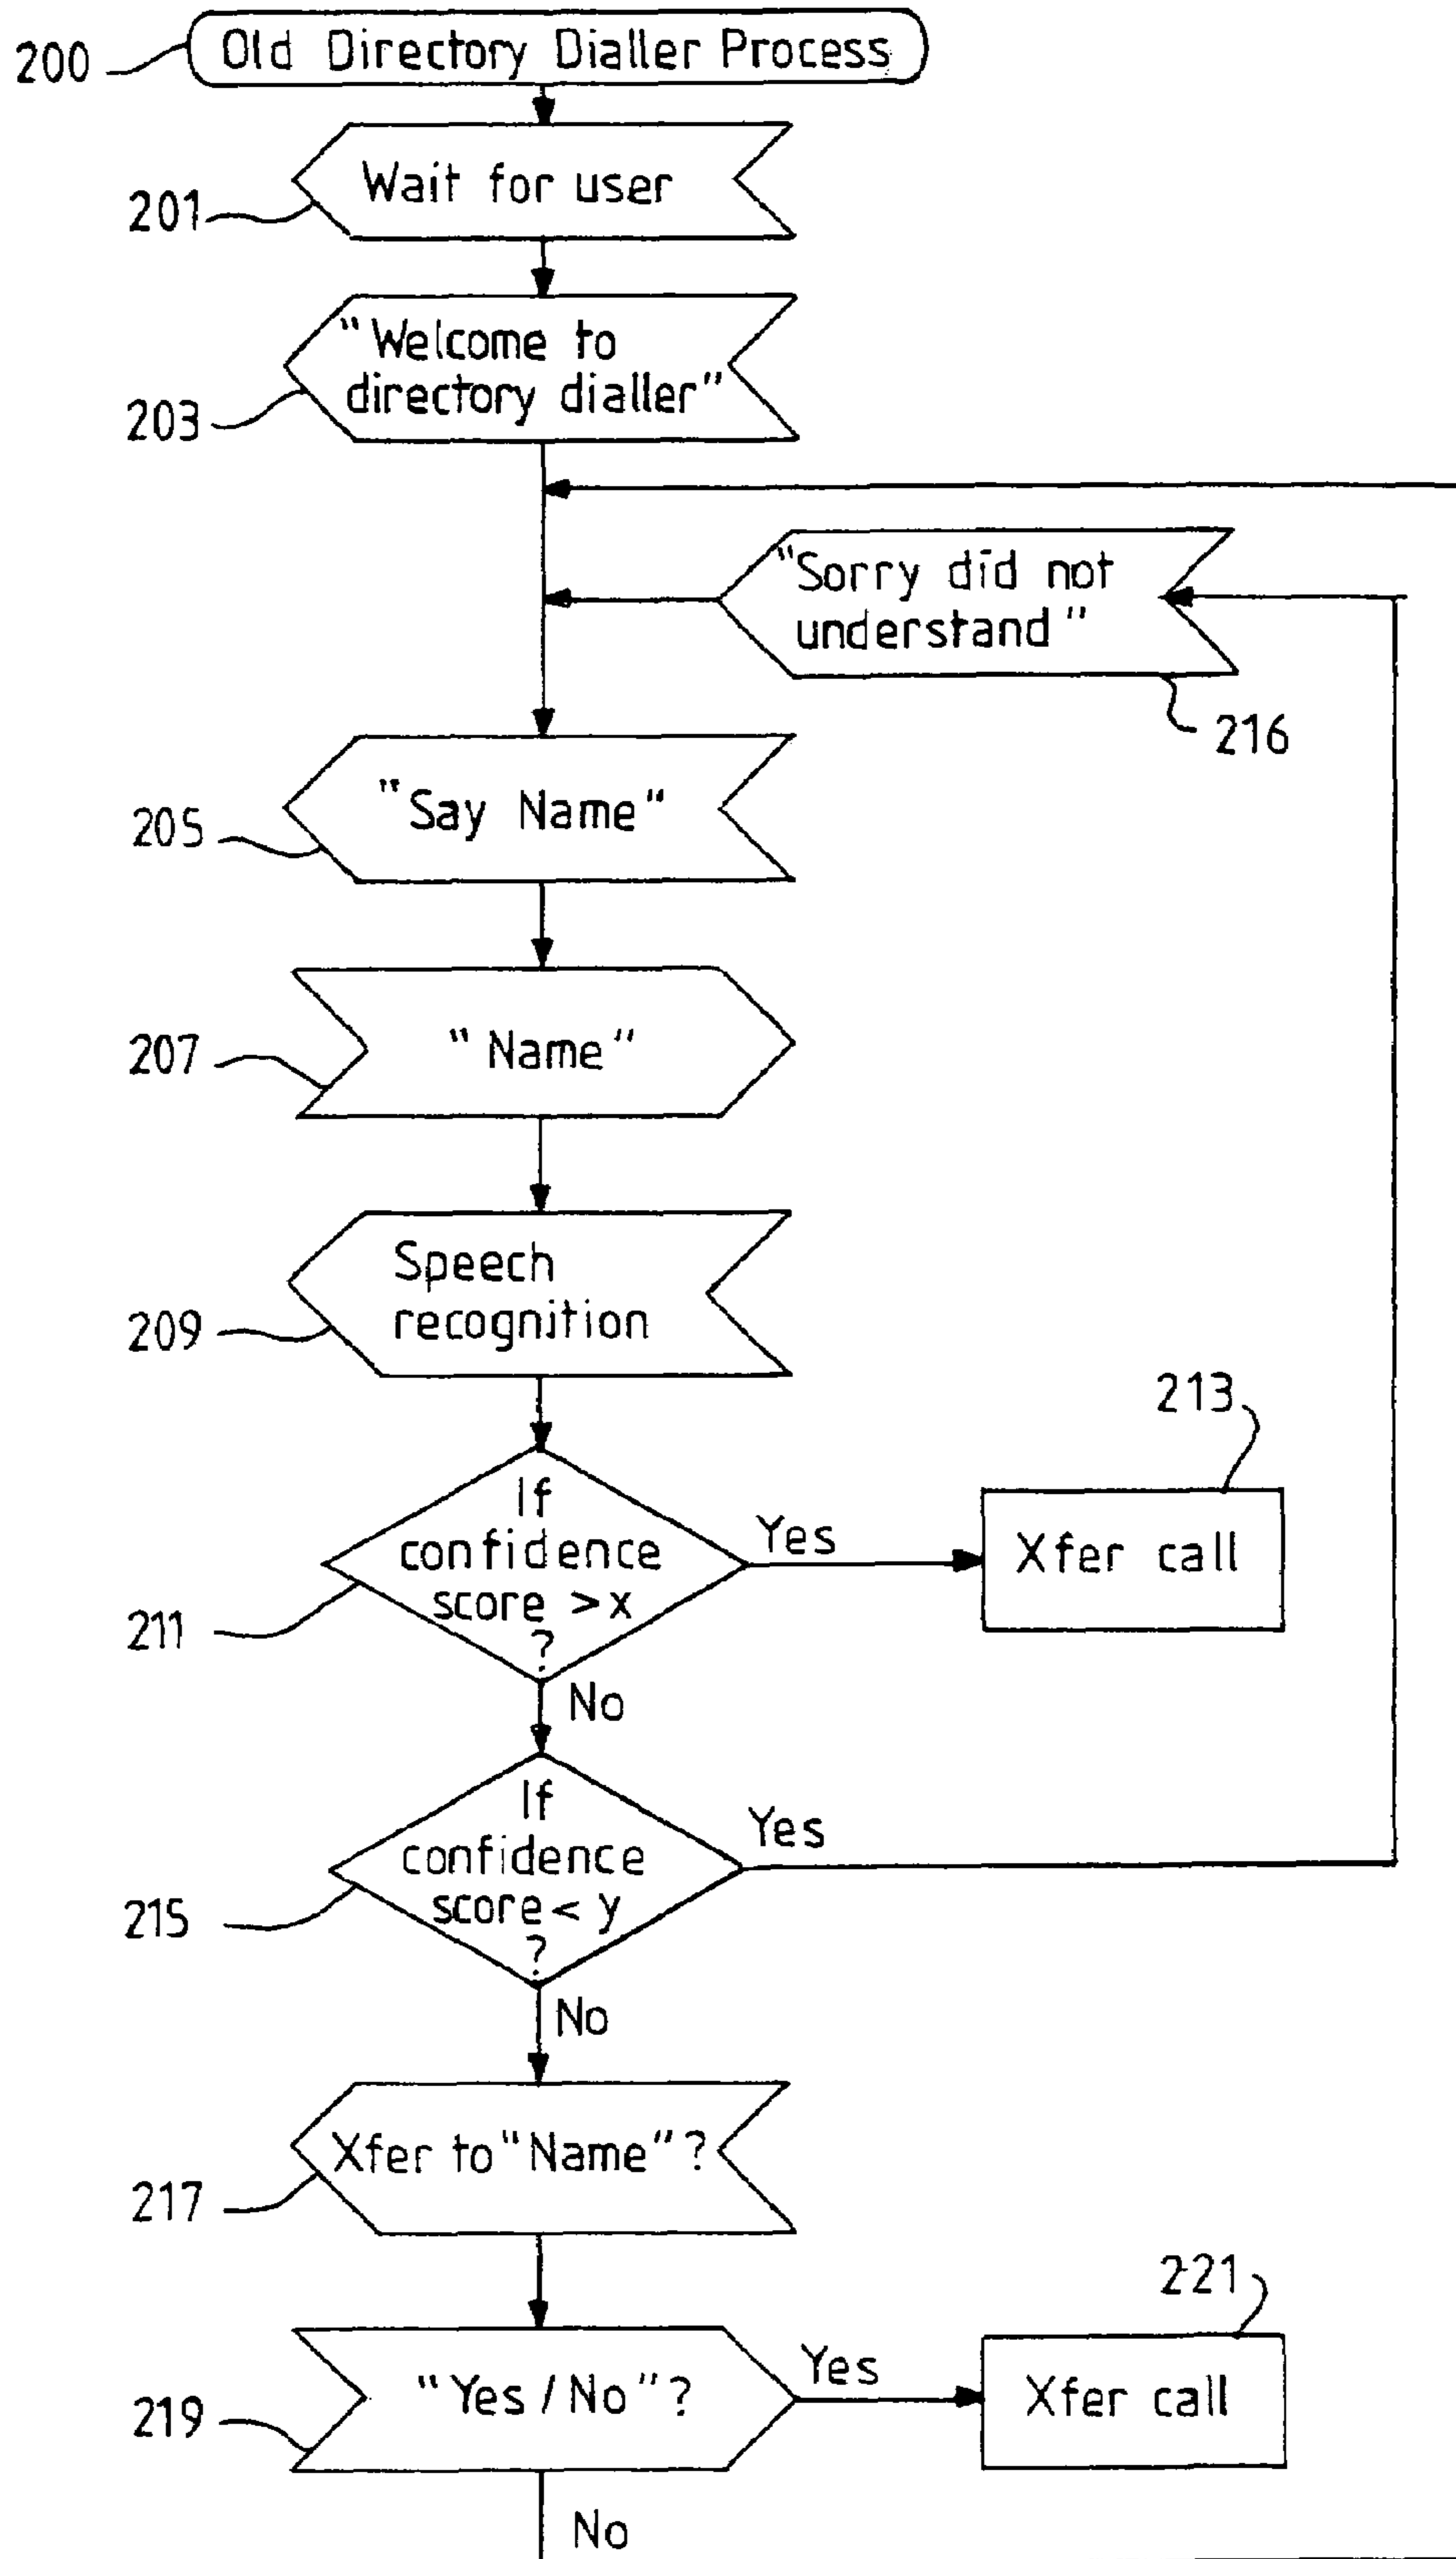 200
Old Directory Dialler Process
Wait for user
201
"Welcome to
directory dialler"
203
"Sorry did not
understand"
216
"Say Name"
205
"Name"
207
Speech
recognition
209
213
If
confidence
score >x
?
Yes
Xfer call
211
No
If
confidence
score< y
?
Yes
215
No
Xfer to "Name"?
217
221
"Yes / No"?
Yes
Xfer call
219
No